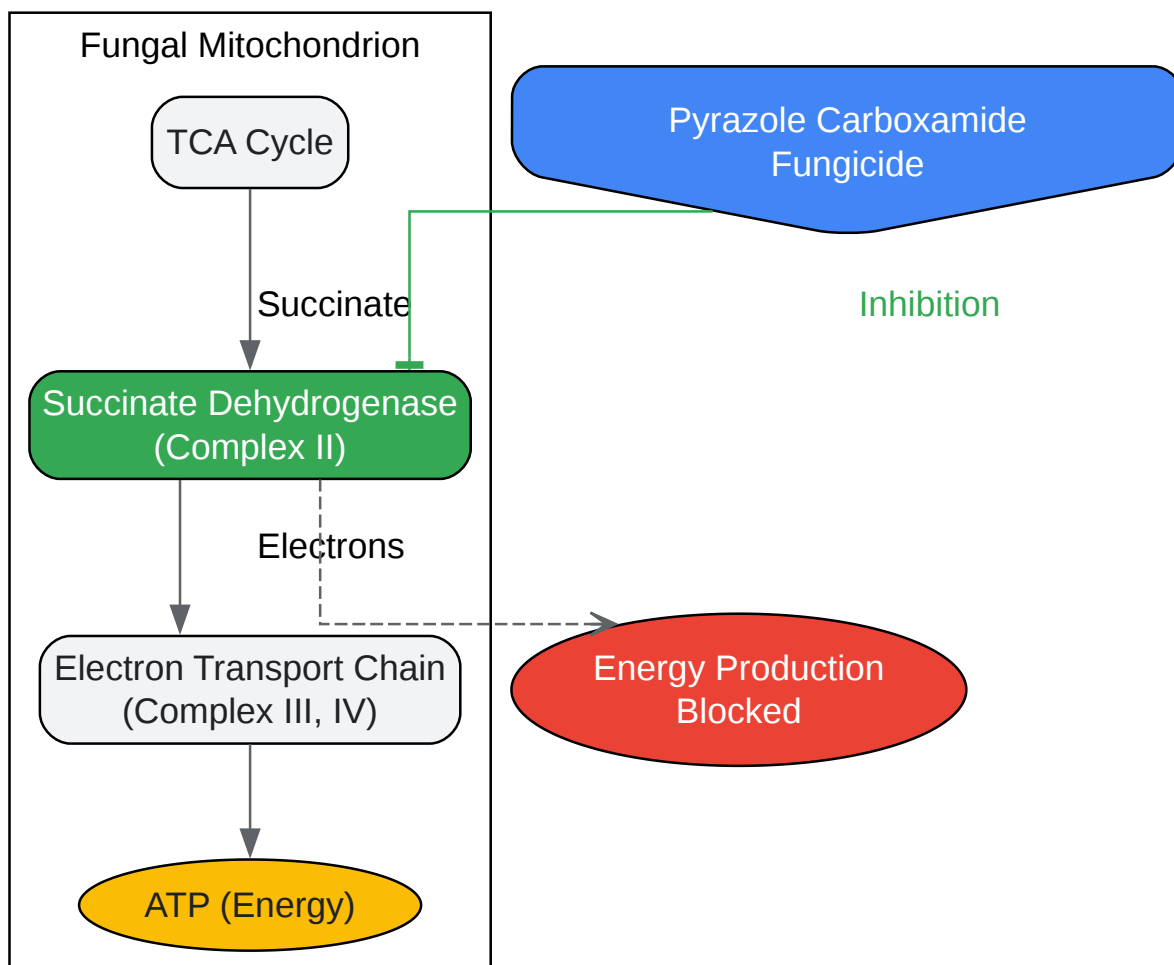 Fungal Mitochondrion
TCA Cycle
Pyrazole Carboxamide
Fungicide
Succinate
Inhibition
Succinate Dehydrogenase
(Complex II)
Electrons
Electron Transport Chain
(Complex III, IV)
Energy Production
Blocked
ATP (Energy)